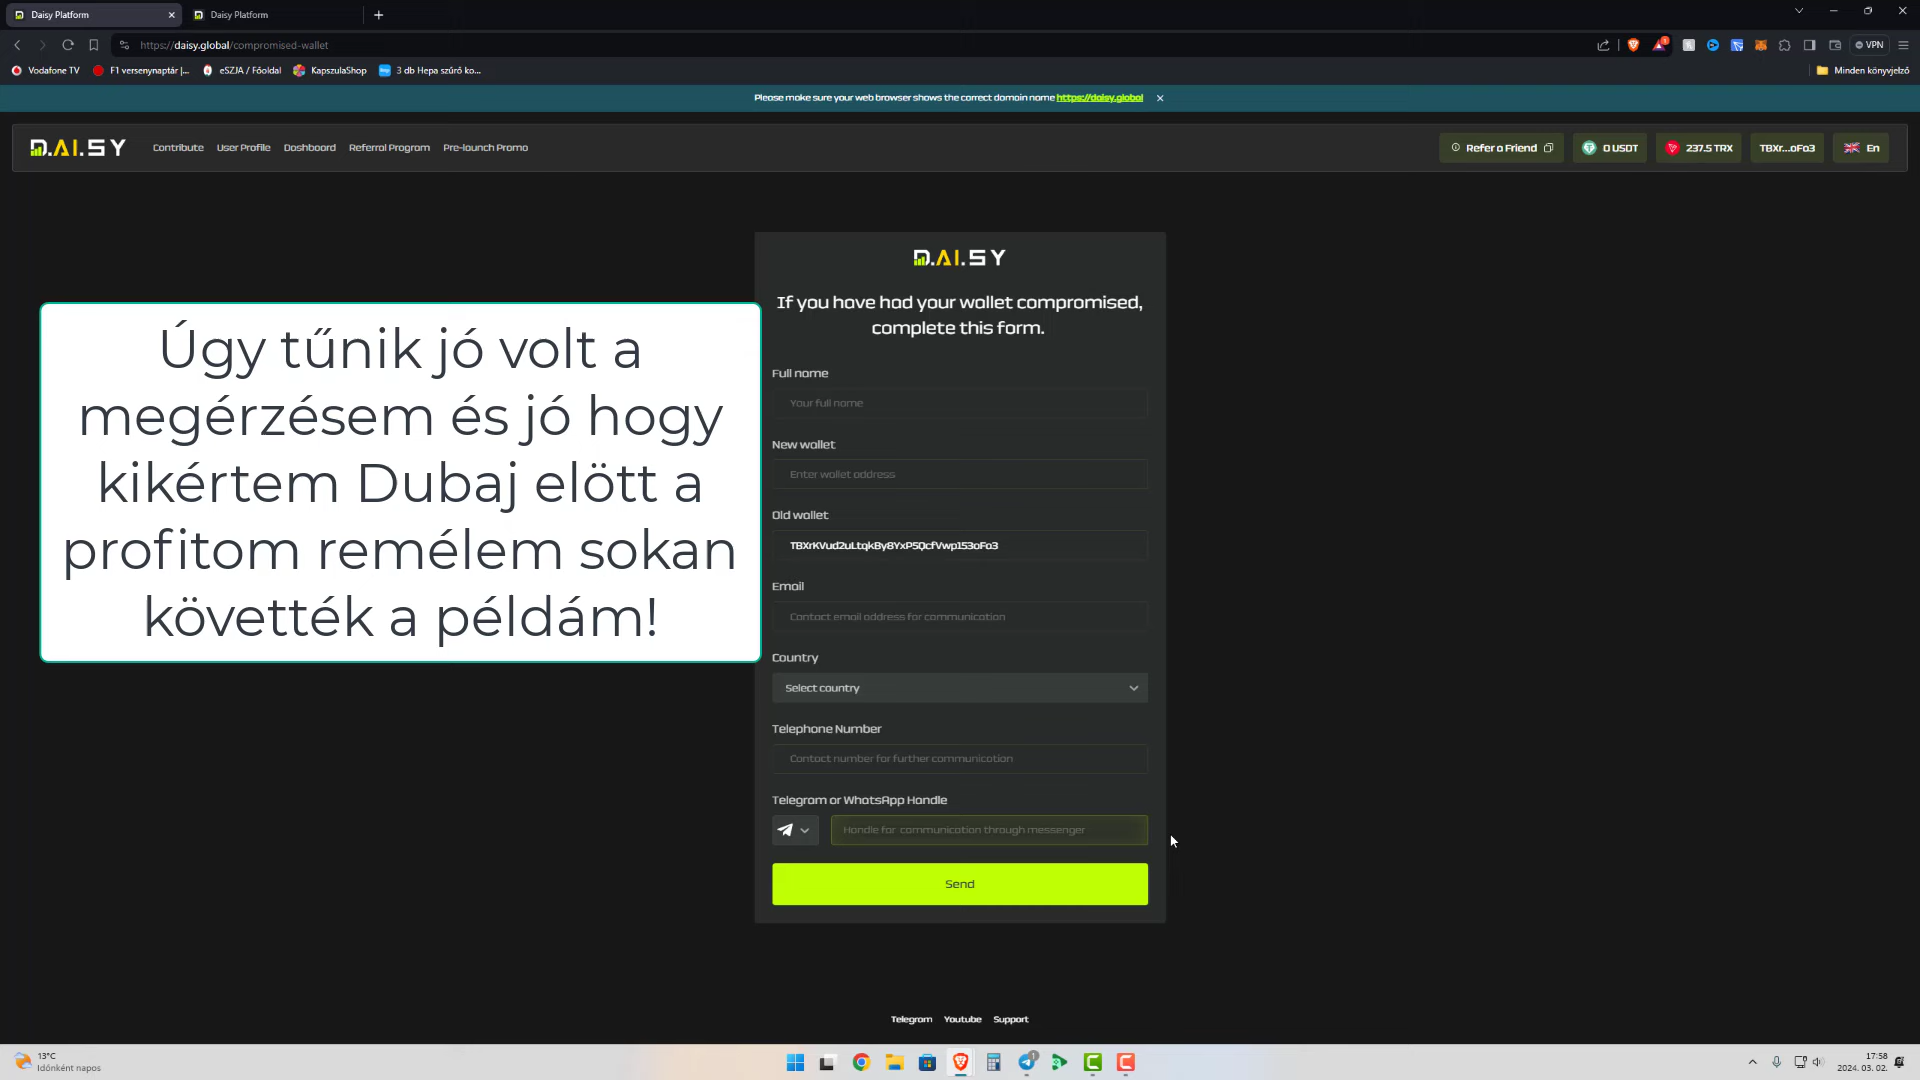 Daisy Platform
Daisy Platform
https://daisy.global/compromised-wallet
VPN
Vodafone TV
F1 versenynaptár |...
eSZJA / Főoldal
KapszulaShop
3 db Hepa szűrő ko...
Minden könyvjelző
Please make sure your web browser shows the correct domain name https://daisy.global
D.AI.SY
Contribute
User Profile
Dashboard
Referral Program
Pre-launch Promo
Refer a Friend
0 USDT
237.5 TRX
TBXr...oFo3
En
D.AI.SY
If you have had your wallet compromised,
complete this form.
Úgy tűnik jó volt a
megérzésem és jó hogy
kikértem Dubaj elött a
profitom remélem sokan
követték a példám!
Full name
Your full name
New wallet
Enter wallet address
Old wallet
TBXrKVud2uLtqkBy8YxP5QcfVwp153oFo3
Email
Contact email address for communication
Country
Select country
Telephone Number
Contact number for further communication
Telegram or WhatsApp Handle
Handle for communication through messenger
Send
Telegram
Youtube
Support
13°C
Időnként napos
1
17:58
2024. 03. 02.